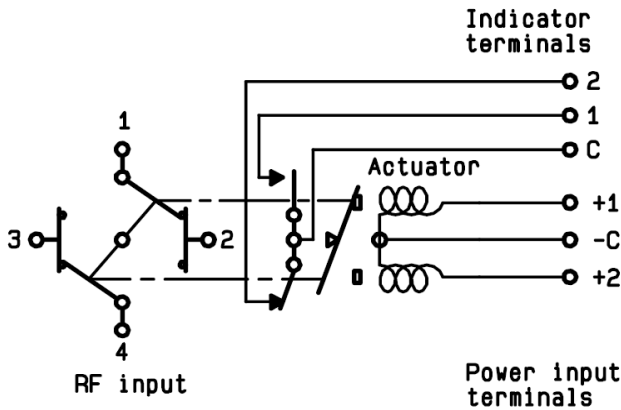 Indicator
terminals
2
1
1
C
Actuator
+1
3
2
-C
+2
4
RF input
Power input
terminals